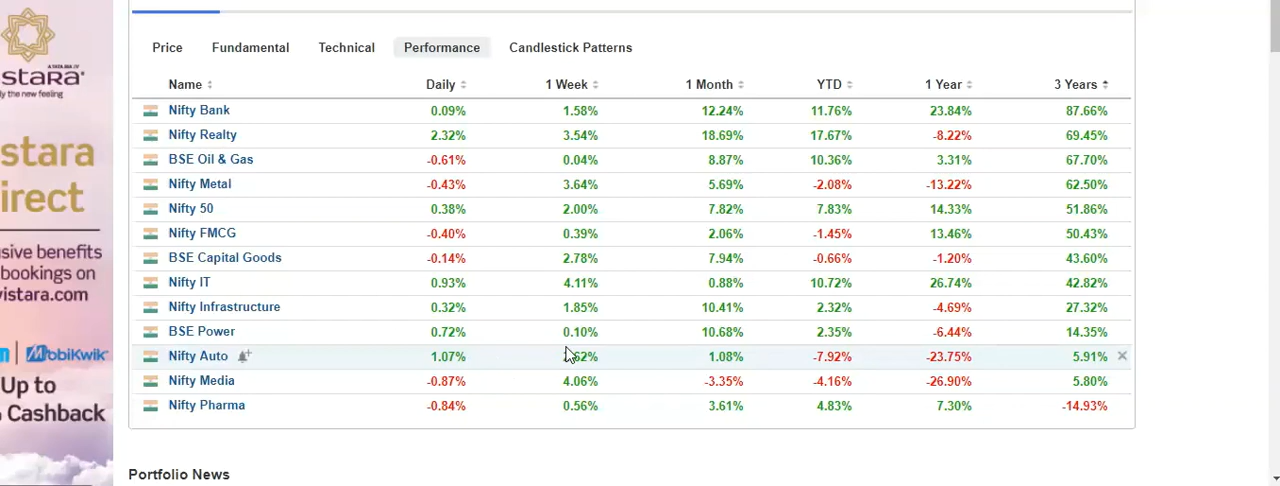 A TATA SIA JV
stara
ly the new feeling
stara
irect
sive benefits
bookings on
vistara.com
MobiKwik
Up to
Cashback
Price Fundamental Technical Performance Candlestick Patterns
Name Daily 1 Week 1 Month YTD 1 Year 3 Years
Nifty Bank 0.09% 1.58% 12.24% 11.76% 23.84% 87.66%
Nifty Realty 2.32% 3.54% 18.69% 17.67% -8.22% 69.45%
BSE Oil & Gas -0.61% 0.04% 8.87% 10.36% 3.31% 67.70%
Nifty Metal -0.43% 3.64% 5.69% -2.08% -13.22% 62.50%
Nifty 50 0.38% 2.00% 7.82% 7.83% 14.33% 51.86%
Nifty FMCG -0.40% 0.39% 2.06% -1.45% 13.46% 50.43%
BSE Capital Goods -0.14% 2.78% 7.94% -0.66% -1.20% 43.60%
Nifty IT 0.93% 4.11% 0.88% 10.72% 26.74% 42.82%
Nifty Infrastructure 0.32% 1.85% 10.41% 2.32% -4.69% 27.32%
BSE Power 0.72% 0.10% 10.68% 2.35% -6.44% 14.35%
Nifty Auto 1.07% 62% 1.08% -7.92% -23.75% 5.91%
Nifty Media -0.87% 4.06% -3.35% -4.16% -26.90% 5.80%
Nifty Pharma -0.84% 0.56% 3.61% 4.83% 7.30% -14.93%
Portfolio News